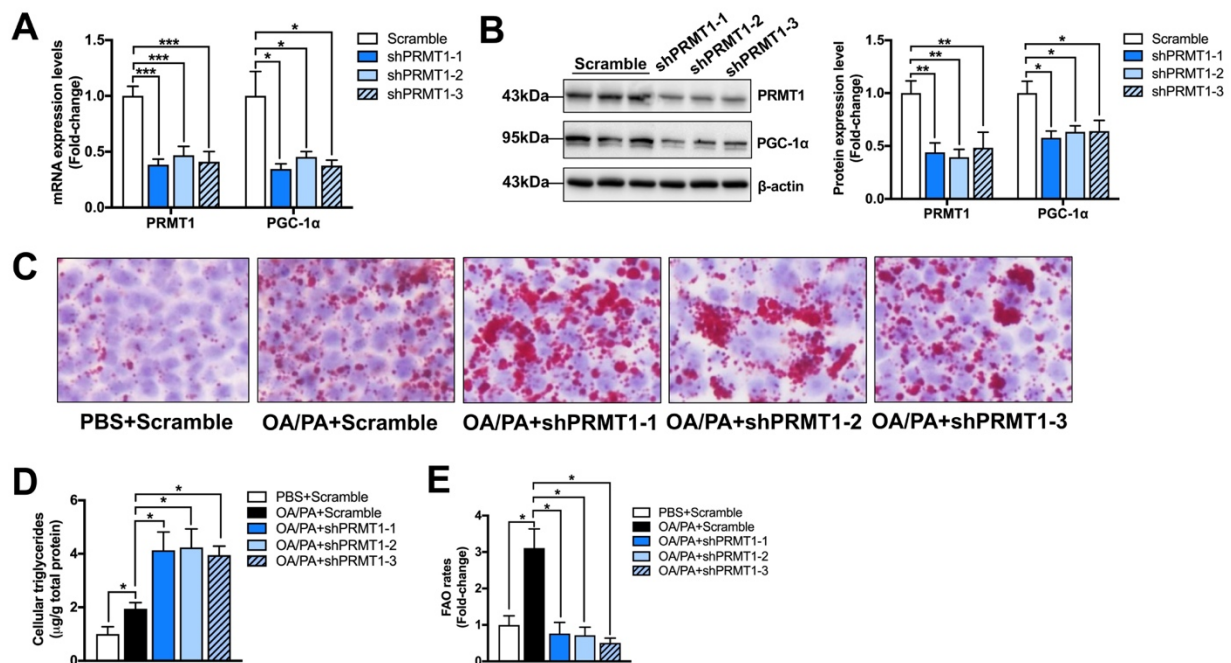 A
mRNA expression levels
(Fold-change)
1.5
1.0
0.5
0.0
***
***
***
*
*
*
PRMT1
PGC-1α
Scramble
shPRMT1-1
shPRMT1-2
shPRMT1-3
B
Scramble
shPRMT1-1
shPRMT1-2
shPRMT1-3
43kDa
PRMT1
95kDa
PGC-1α
43kDa
β-actin
Protein expression level
(Fold-change)
1.5
1.0
0.5
0.0
**
**
**
*
*
*
PRMT1
PGC-1α
Scramble
shPRMT1-1
shPRMT1-2
shPRMT1-3
C
PBS+Scramble
OA/PA+Scramble
OA/PA+shPRMT1-1
OA/PA+shPRMT1-2
OA/PA+shPRMT1-3
D
Cellular triglycerides
(μg/g total protein)
6
4
2
0
*
*
*
*
PBS+Scramble
OA/PA+Scramble
OA/PA+shPRMT1-1
OA/PA+shPRMT1-2
OA/PA+shPRMT1-3
E
FAO rates
(Fold-change)
4
3
2
1
0
*
*
*
*
PBS+Scramble
OA/PA+Scramble
OA/PA+shPRMT1-1
OA/PA+shPRMT1-2
OA/PA+shPRMT1-3